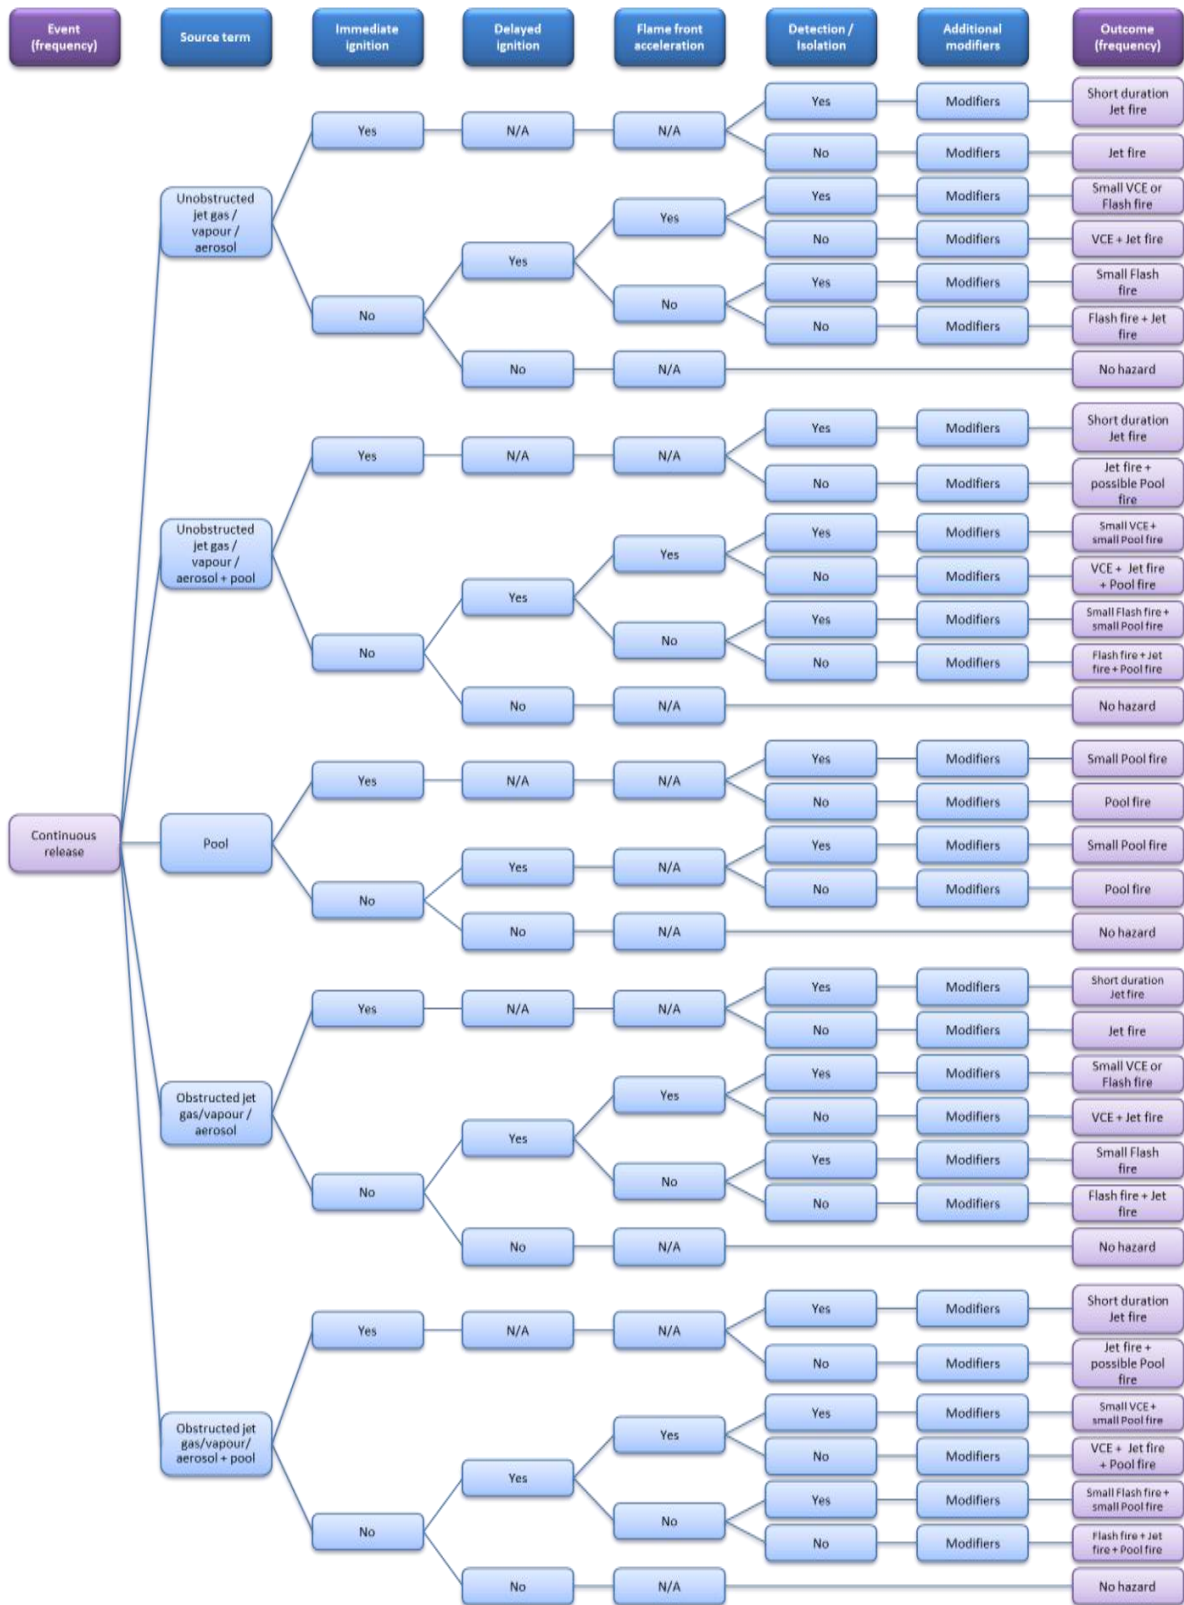 Event
(frequency)
Source term
Immediate
ignition
Delayed
ignition
Flame front
acceleration
Detection /
Isolation
Additional
modifiers
Outcome
(frequency)
Continuous
release
Unobstructed
jet gas /
vapour /
aerosol
Yes
N/A
N/A
Yes
Modifiers
Short duration
Jet fire
No
Modifiers
Jet fire
No
Yes
Yes
Yes
Modifiers
Small VCE or
Flash fire
No
Modifiers
VCE + Jet fire
No
Yes
Modifiers
Small Flash
fire
No
Modifiers
Flash fire + Jet
fire
No
N/A
No hazard
Unobstructed
jet gas /
vapour /
aerosol + pool
Yes
N/A
N/A
Yes
Modifiers
Short duration
Jet fire
No
Modifiers
Jet fire +
possible Pool
fire
No
Yes
Yes
Yes
Modifiers
Small VCE +
small Pool fire
No
Modifiers
VCE + Jet fire
+ Pool fire
No
Yes
Modifiers
Small Flash fire +
small Pool fire
No
Modifiers
Flash fire + Jet
fire + Pool fire
No
N/A
No hazard
Pool
Yes
N/A
N/A
Yes
Modifiers
Small Pool fire
No
Modifiers
Pool fire
No
Yes
N/A
Yes
Modifiers
Small Pool fire
No
Modifiers
Pool fire
No
N/A
No hazard
Obstructed jet
gas/vapour /
aerosol
Yes
N/A
N/A
Yes
Modifiers
Short duration
Jet fire
No
Modifiers
Jet fire
No
Yes
Yes
Yes
Modifiers
Small VCE or
Flash fire
No
Modifiers
VCE + Jet fire
No
Yes
Modifiers
Small Flash
fire
No
Modifiers
Flash fire + Jet
fire
No
N/A
No hazard
Obstructed jet
gas/vapour/
aerosol + pool
Yes
N/A
N/A
Yes
Modifiers
Short duration
Jet fire
No
Modifiers
Jet fire +
possible Pool
fire
No
Yes
Yes
Yes
Modifiers
Small VCE +
small Pool fire
No
Modifiers
VCE + Jet fire
+ Pool fire
No
Yes
Modifiers
Small Flash fire +
small Pool fire
No
Modifiers
Flash fire + Jet
fire + Pool fire
No
N/A
No hazard